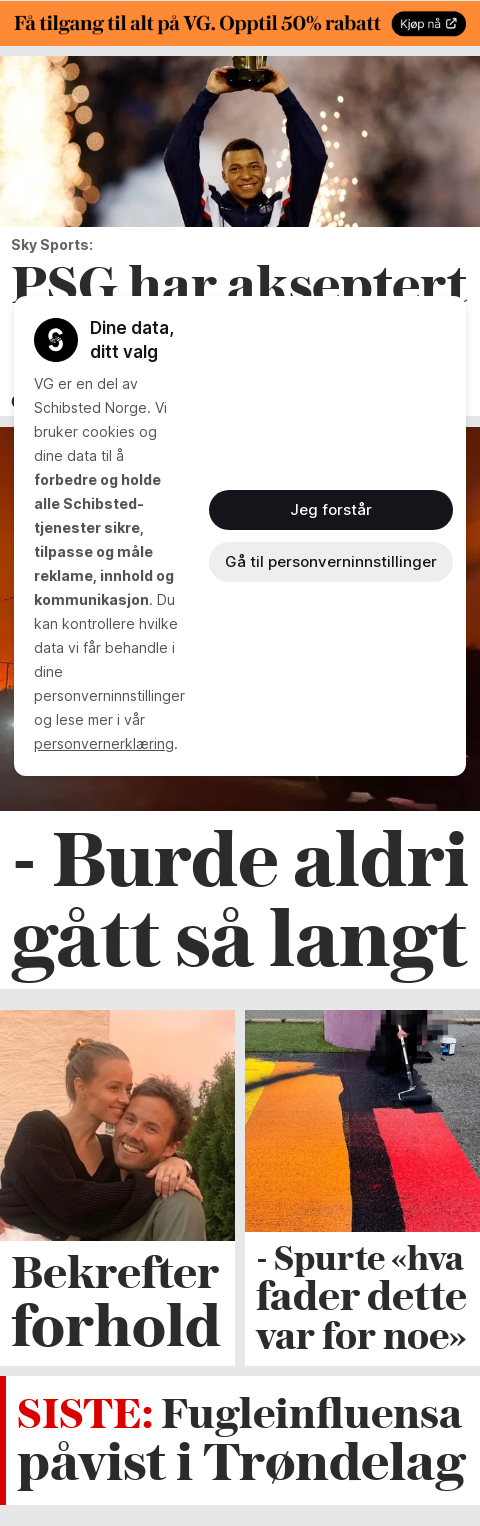 Få tilgang til alt på VG. Opptil 50% rabatt
Kjøp nå
Sky Sports:
PSG har akseptert
Dine data,
ditt valg
VG er en del av
Schibsted Norge. Vi
bruker cookies og
dine data til å
forbedre og holde
alle Schibsted-
tjenester sikre,
tilpasse og måle
reklame, innhold og
kommunikasjon. Du
kan kontrollere hvilke
data vi får behandle i
dine
personverninnstillinger
og lese mer i vår
personvernerklæring.
Jeg forstår
Gå til personverninnstillinger
- Burde aldri
gått så langt
Bekrefter
forhold
- Spurte «hva
fader dette
var for noe»
SISTE: Fugleinfluensa
påvist i Trøndelag